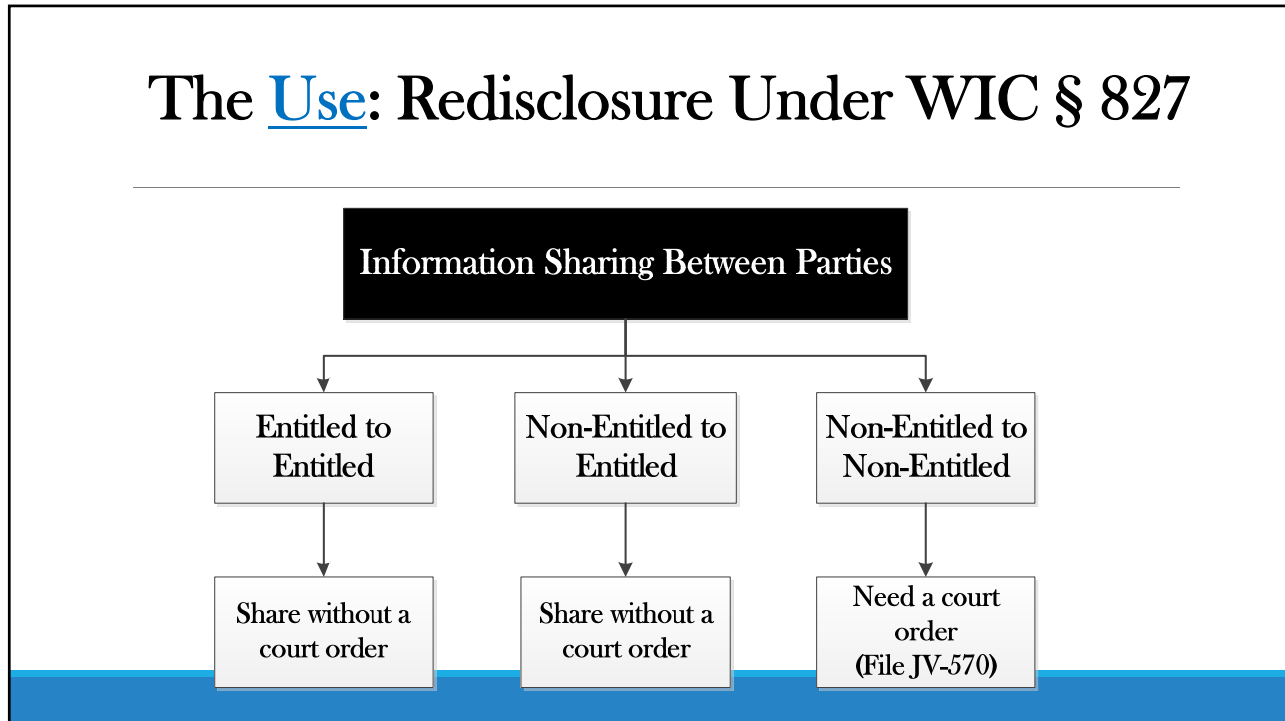 The Use: Redisclosure Under WIC § 827
Information Sharing Between Parties
Entitled to
Entitled
Non-Entitled to
Entitled
Non-Entitled to
Non-Entitled
Share without a
court order
Share without a
court order
Need a court
order
(File JV-570)